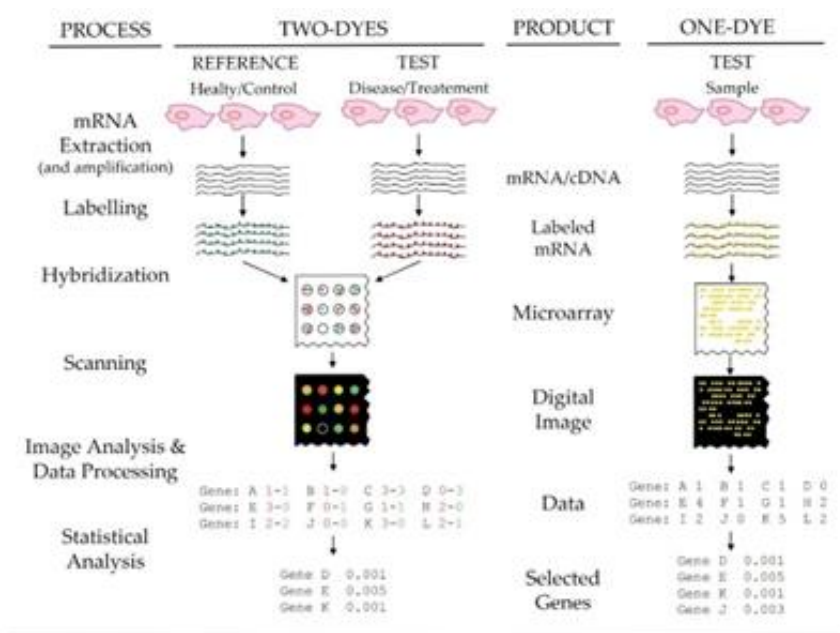 PROCESS TWO-DYES PRODUCT ONE-DYE
REFERENCE TEST TEST
Healty/Control Disease/Treatement Sample
mRNA
Extraction
(and amplification)
mRNA/cDNA
Labelling
Labeled
mRNA
Hybridization
Microarray
Scanning
Digital
Image
Image Analysis &
Data Processing
Gene: A 1-1 B 1-0 C 3-3 D 0-3
Gene: E 3-0 F 0-1 G 1-1 H 2-0
Gene: I 2-2 J 0-0 K 3-0 L 2-1
Data
Gene: A 1 B 1 C 1 D 0
Gene: E 4 F 1 G 1 H 2
Gene: I 2 J 0 K 5 L 2
Statistical
Analysis
Gene D 0.001
Gene E 0.005
Gene K 0.001
Selected
Genes
Gene D 0.001
Gene E 0.005
Gene K 0.001
Gene J 0.003